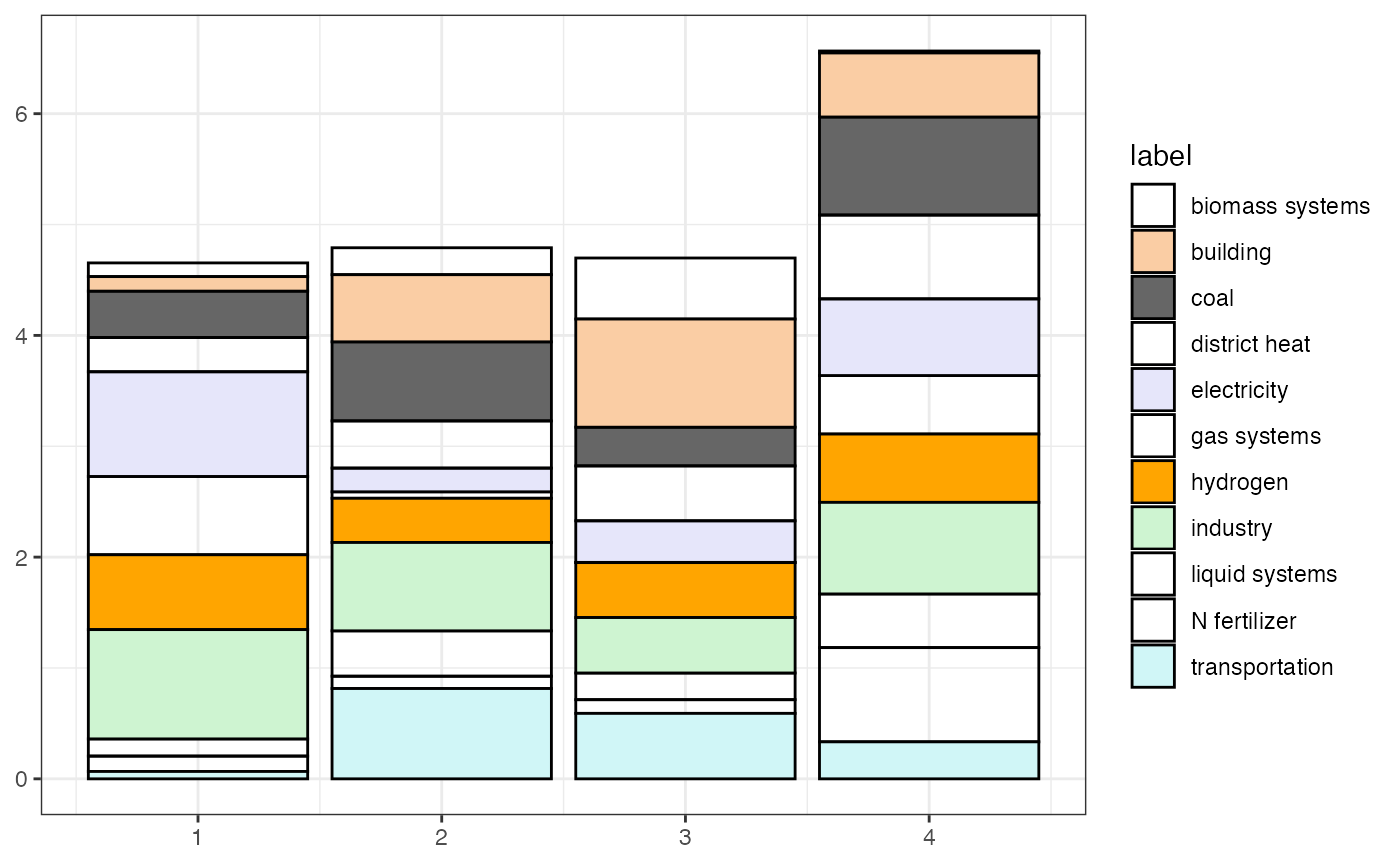 6
4
2
0
1 2 3 4
label
biomass systems
building
coal
district heat
electricity
gas systems
hydrogen
industry
liquid systems
N fertilizer
transportation